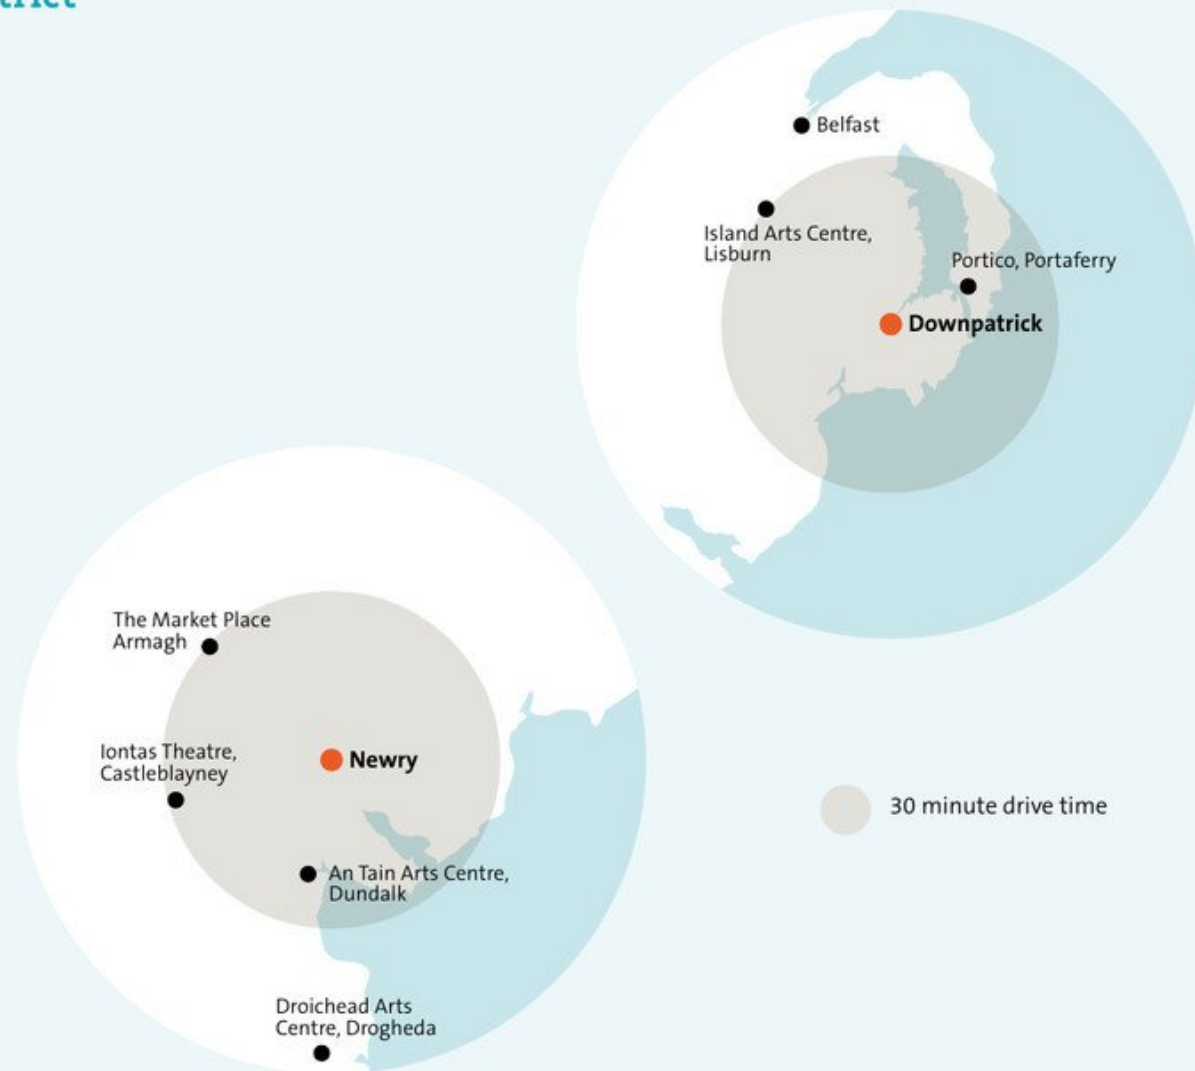 Belfast
Island Arts Centre,
Lisburn
Portico, Portaferry
Downpatrick
The Market Place
Armagh
Iontas Theatre,
Castleblayney
Newry
An Tain Arts Centre,
Dundalk
Droichead Arts
Centre, Drogheda
30 minute drive time